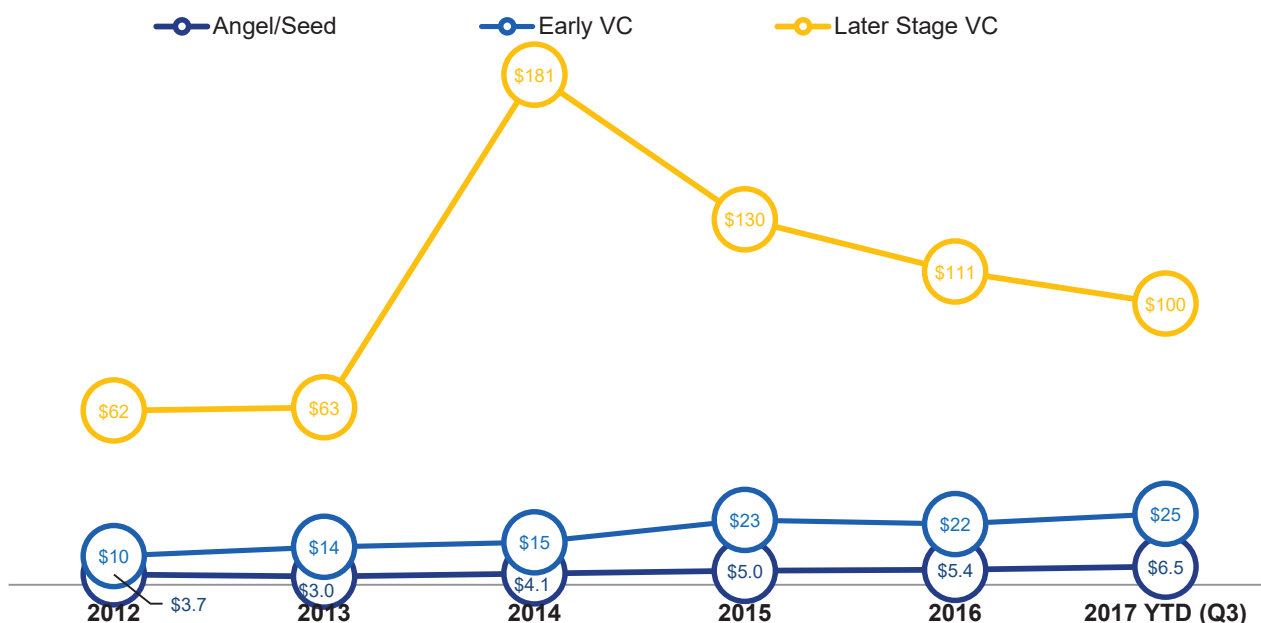 Angel/Seed Early VC Later Stage VC
$181
$130
$111
$100
$62 $63
$10 $14 $15 $23 $22 $25
$3.7 $3.0 $4.1 $5.0 $5.4 $6.5
2012 2013 2014 2015 2016 2017 YTD (Q3)